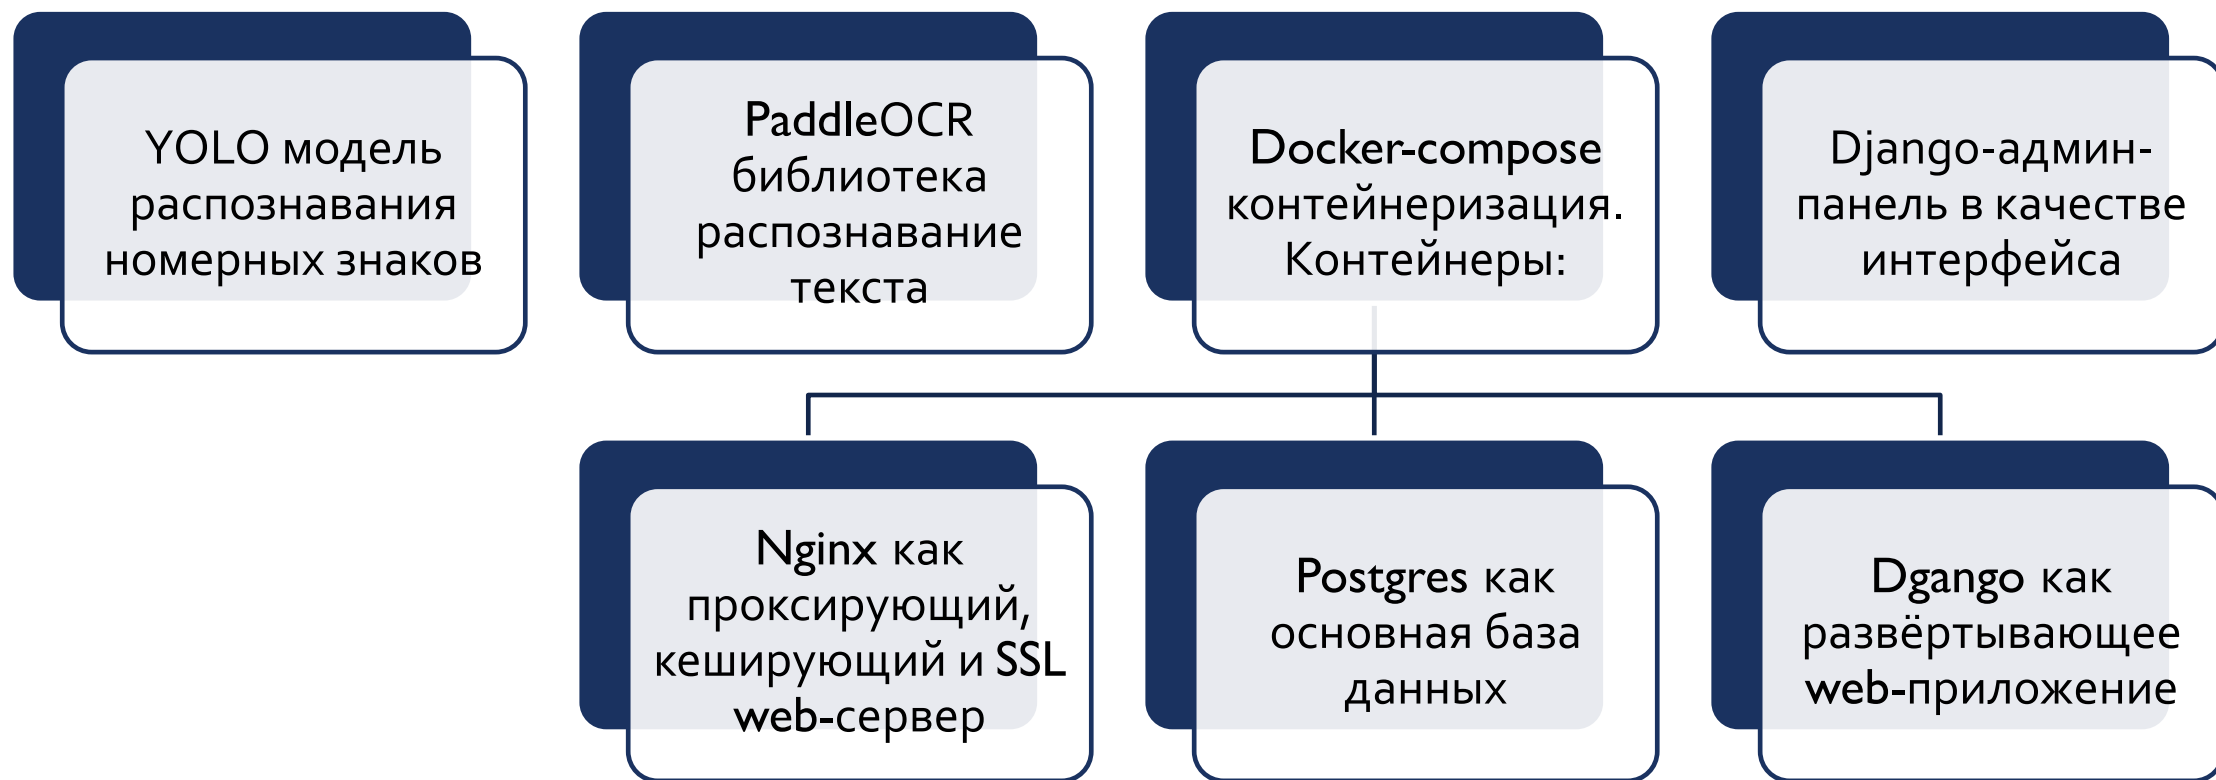 YOLO модель
распознавания
номерных знаков
PaddleOCR
библиотека
распознавание
текста
Docker-compose
контейнеризация.
Контейнеры:
Django-админ-
панель в качестве
интерфейса
Nginx как
проксирующий,
кеширующий и SSL
web-сервер
Postgres как
основная база
данных
Dgango как
развёртывающее
web-приложение